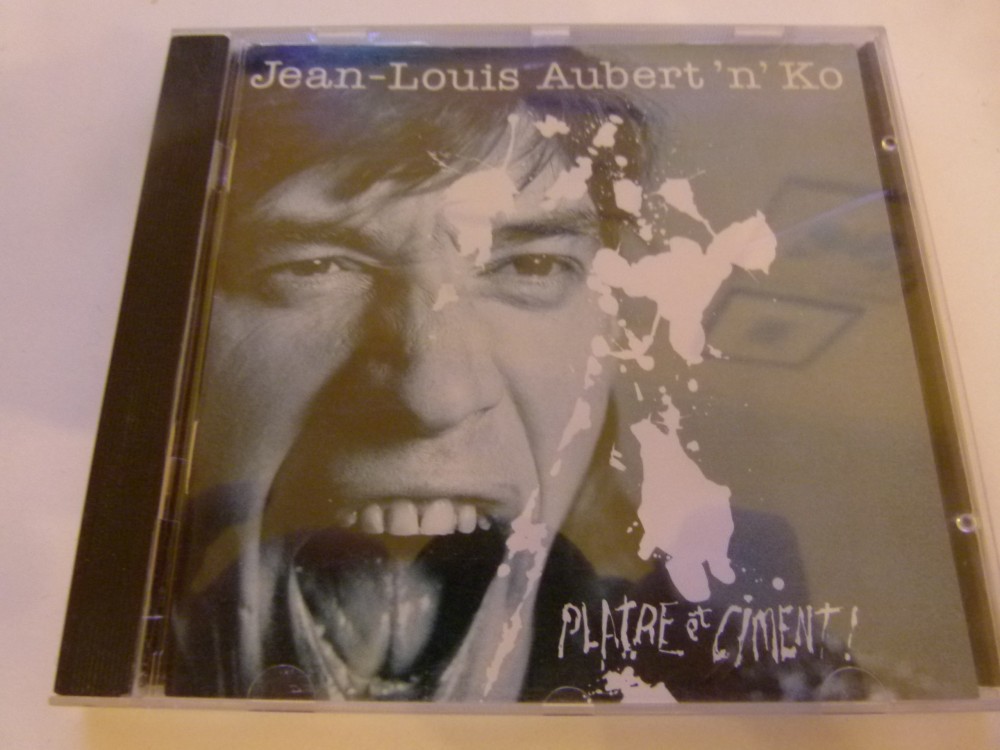 Jean-Louis Aubert 'n' Ko
PLATRE et CIMENT !